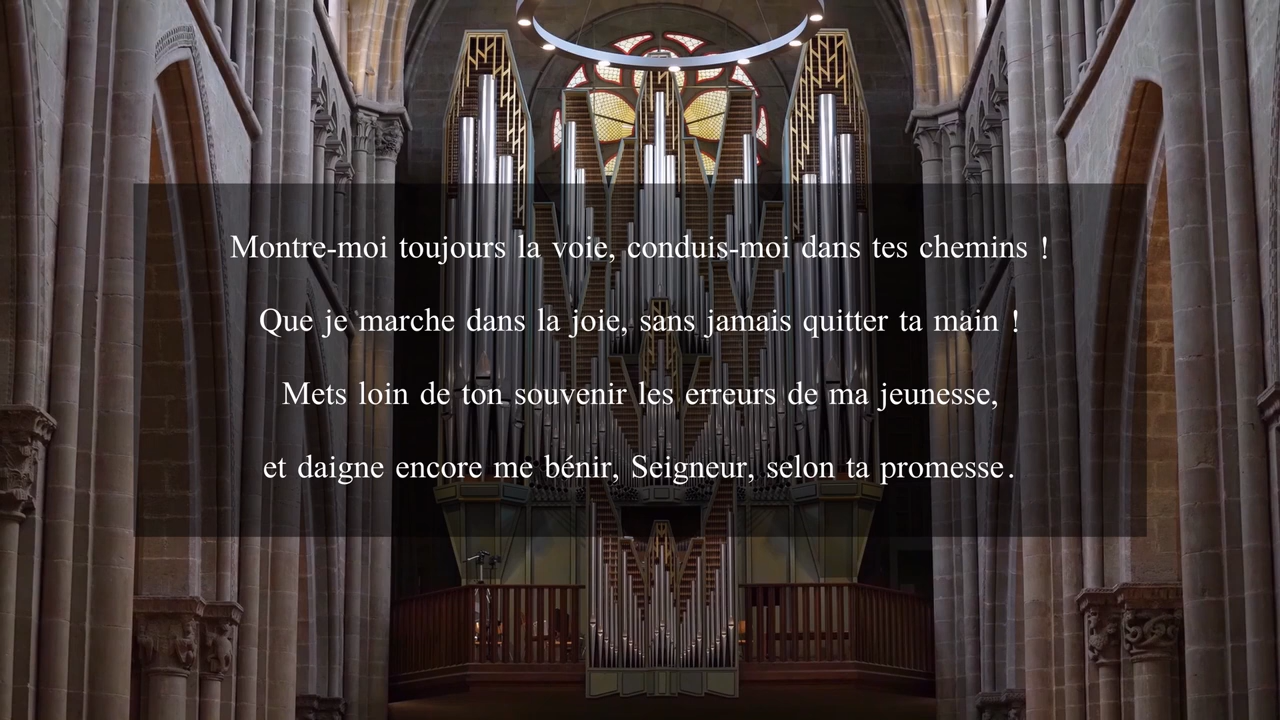 Montre-moi toujours la voie, conduis-moi dans tes chemins !
Que je marche dans la joie, sans jamais quitter ta main !
Mets loin de ton souvenir les erreurs de ma jeunesse,
et daigne encore me bénir, Seigneur, selon ta promesse.